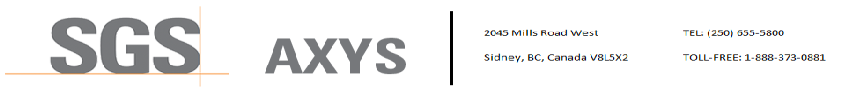 SGS AXYS
2045 Mills Road West TEL: (250) 655-5800
Sidney, BC, Canada V8L5X2 TOLL-FREE: 1-888-373-0881